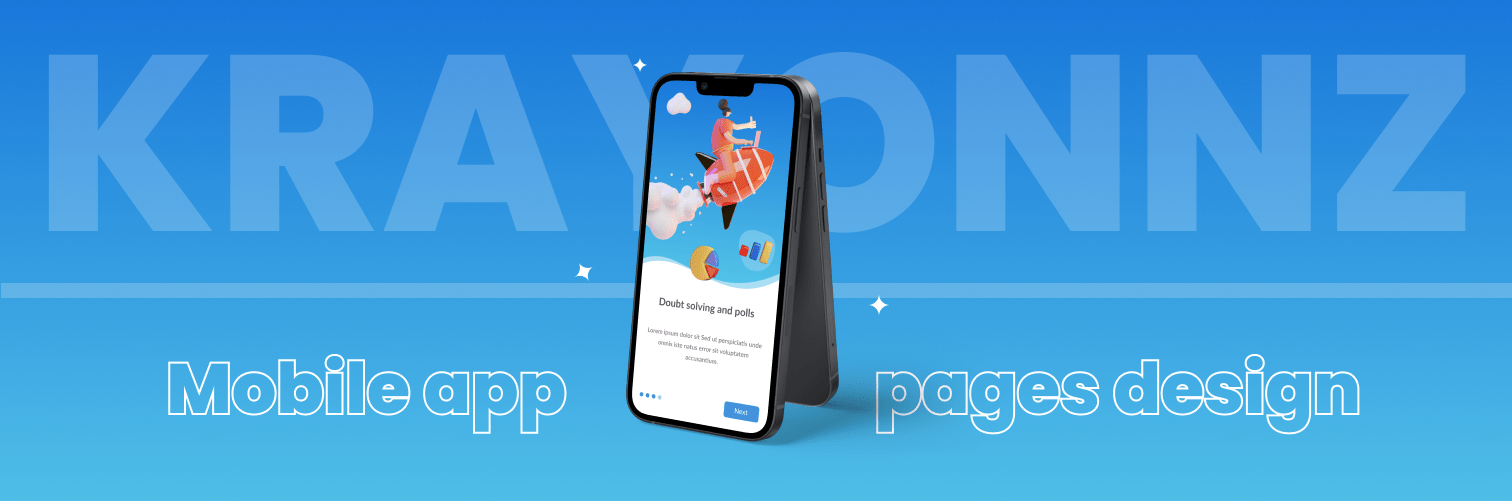 KRAYONNZ
Doubt solving and polls
Lorem ipsum dolor sit Sed ut perspiciatis unde
omnis iste natus error sit voluptatem
accusantium.
Next
Mobile app pages design